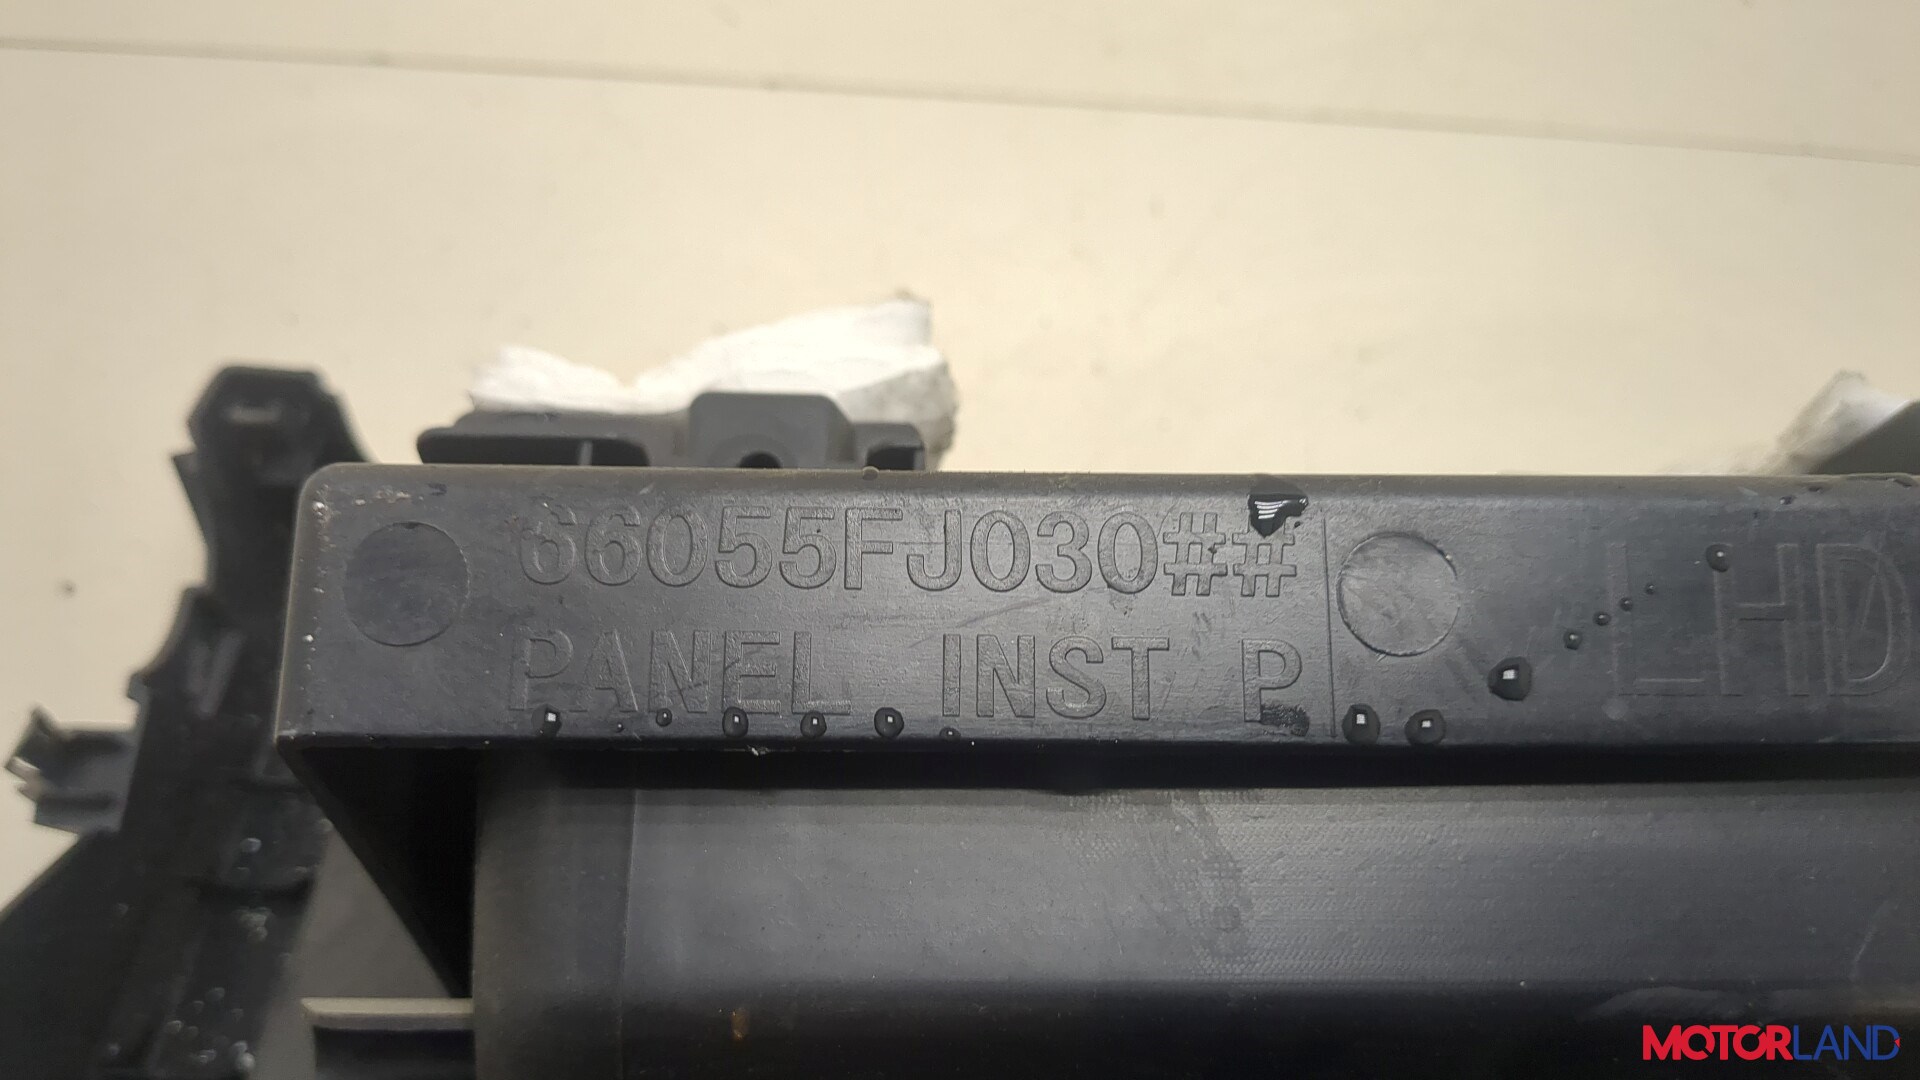 66055FJ030##
PANEL INST P
LHD
MOTORLAND